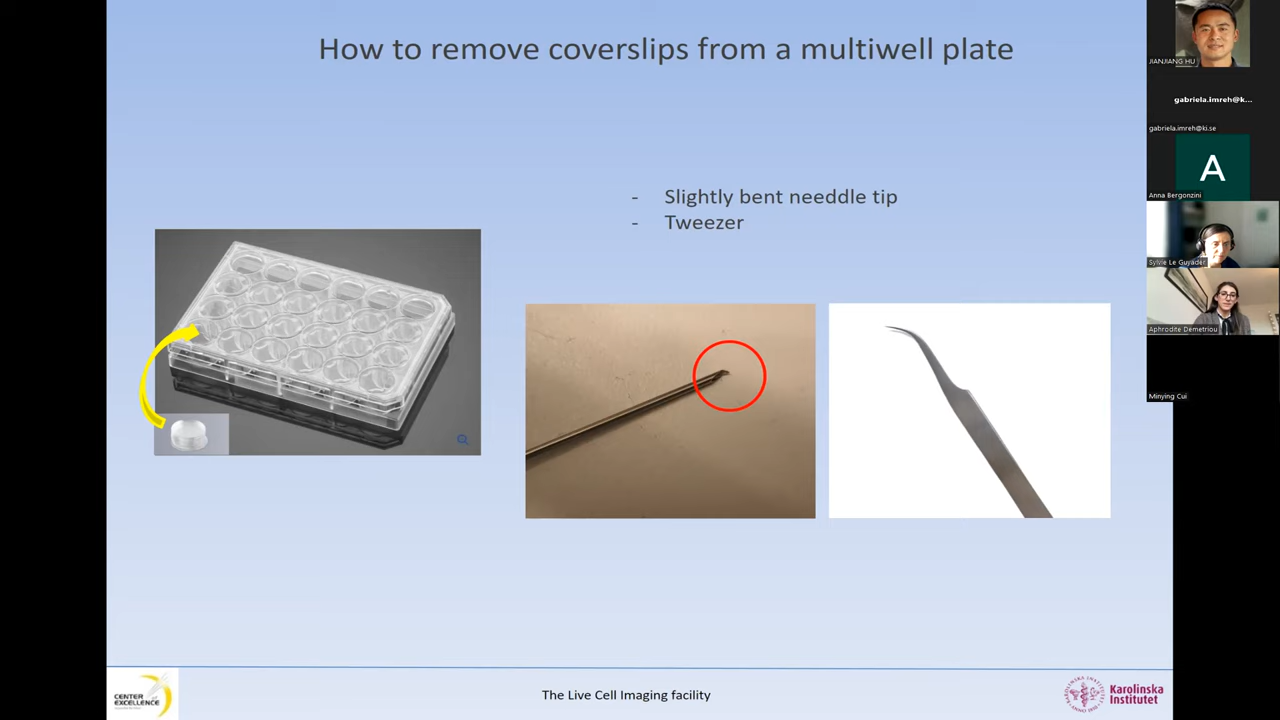 How to remove coverslips from a multiwell plate
- Slightly bent needdle tip
- Tweezer
The Live Cell Imaging facility
CENTER
EXCELLENCE
Karolinska
Institutet
JIANJIANG HU
gabriela.imreh@k...
gabriela.imreh@ki.se
A
Anna Bergonzini
Sylvie Le Guyader
Aphrodite Demetriou
Minying Cui